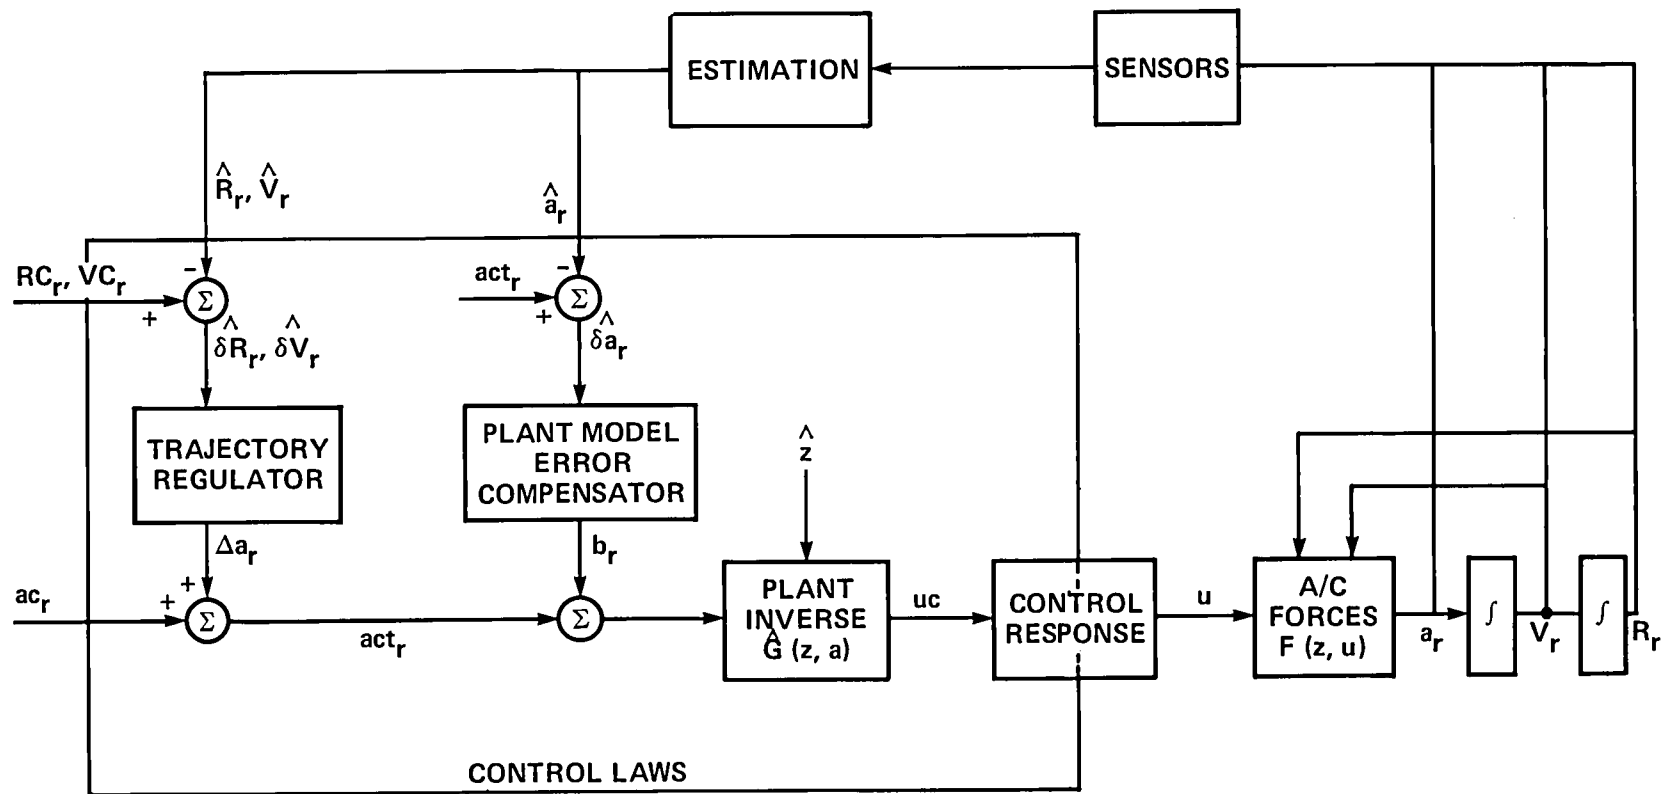 ESTIMATION
SENSORS
R̂r, V̂r
âr
RCr, VCr
-
+
Σ
actr
-
+
Σ
δR̂r, δV̂r
δâr
TRAJECTORY
REGULATOR
PLANT MODEL
ERROR
COMPENSATOR
ẑ
Δar
br
acr
+
+
Σ
actr
Σ
PLANT
INVERSE
Ĝ (z, a)
uc
CONTROL
RESPONSE
u
A/C
FORCES
F (z, u)
ar
∫
Vr
∫
Rr
CONTROL LAWS